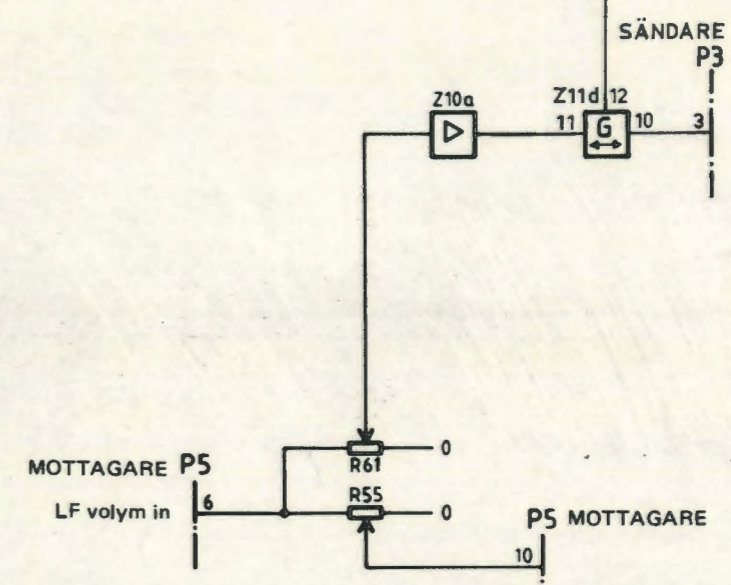 SÄNDARE
P3
Z10a
Z11d 12
11 G 10 3
0
R61
MOTTAGARE P5
R55
LF volym in 6
0
P5 MOTTAGARE
10